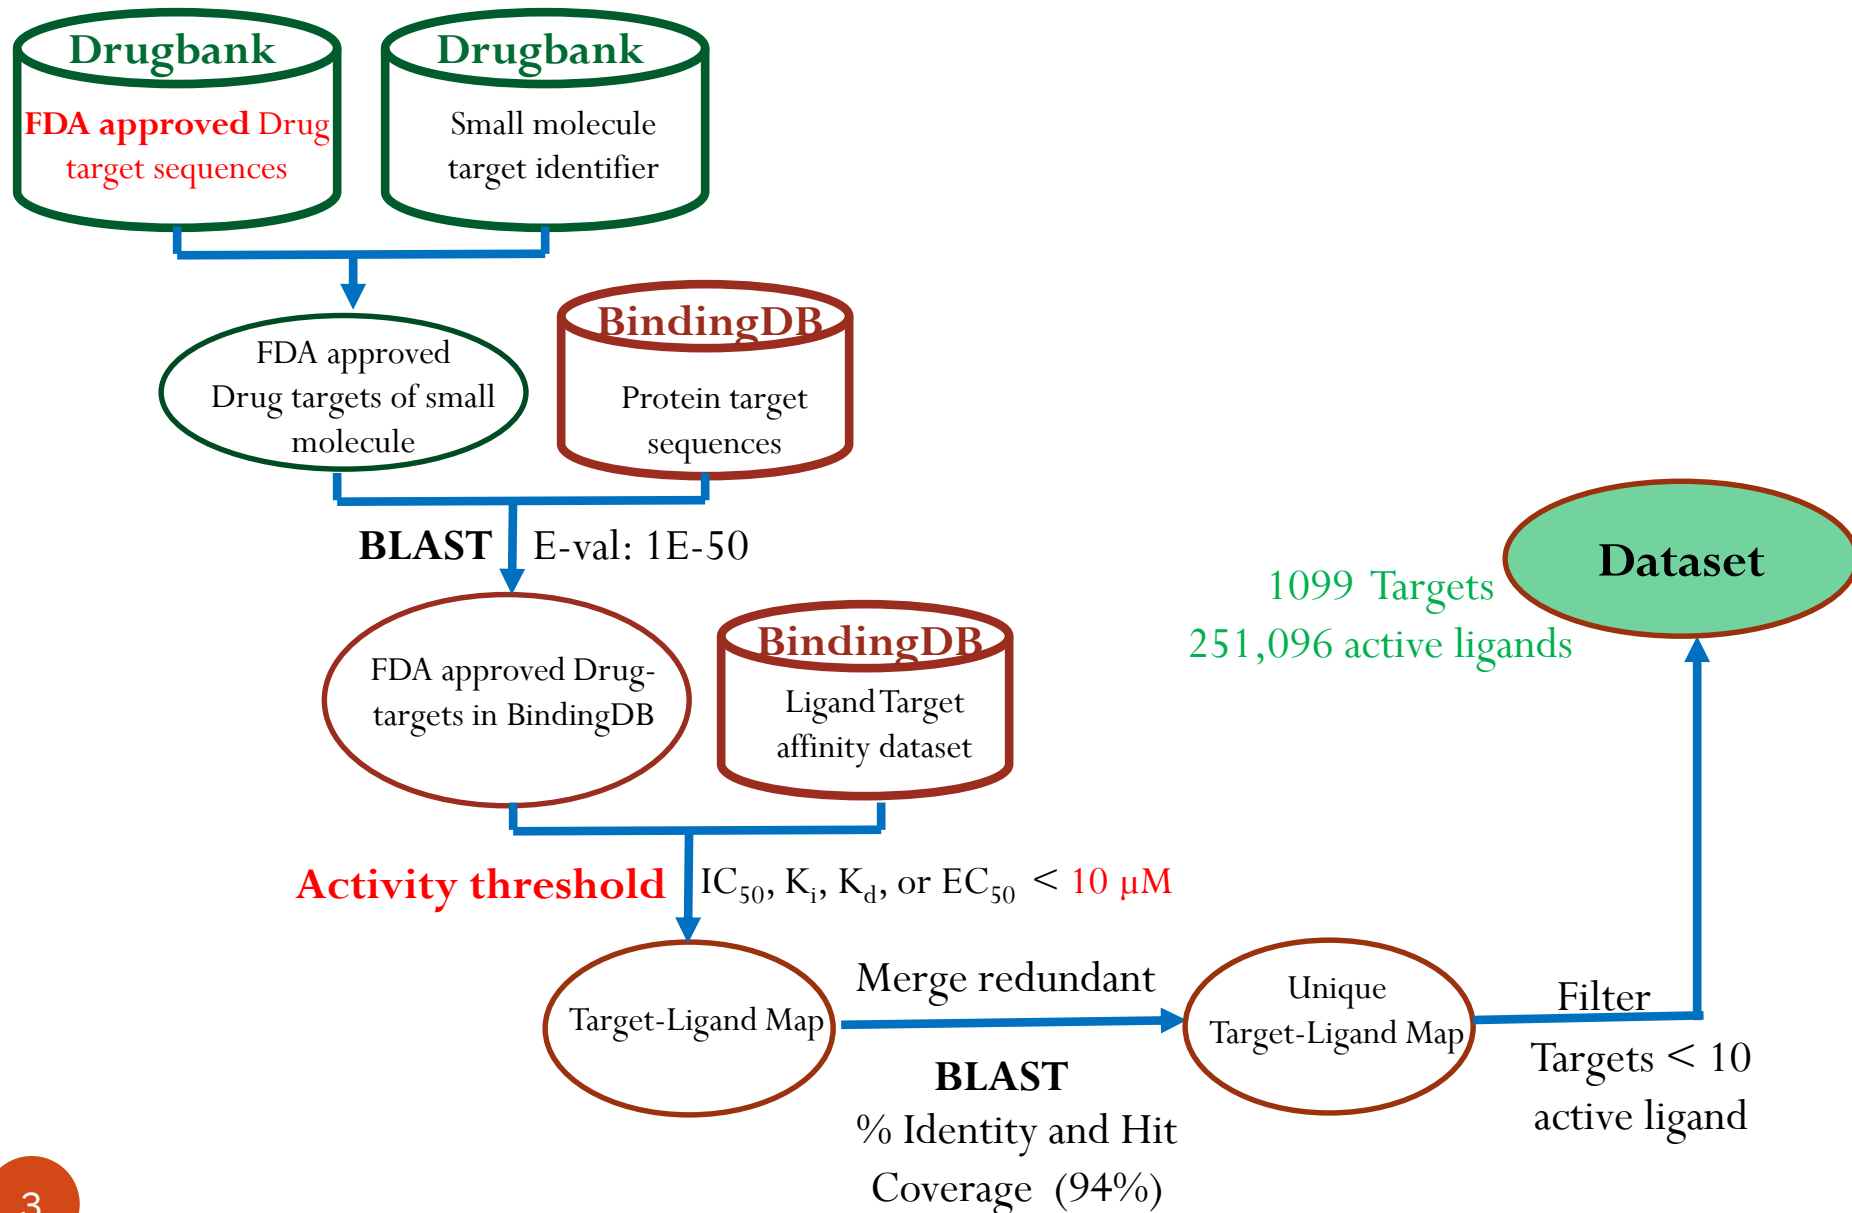 Drugbank
FDA approved Drug
target sequences
Drugbank
Small molecule
target identifier
FDA approved
Drug targets of small
molecule
BindingDB
Protein target
sequences
BLAST E-val: 1E-50
FDA approved Drug-
targets in BindingDB
BindingDB
Ligand Target
affinity dataset
Activity threshold IC₅₀, Kᵢ, K_d, or EC₅₀ < 10 μM
Target-Ligand Map
Merge redundant
BLAST
% Identity and Hit
Coverage (94%)
Unique
Target-Ligand Map
Filter
Targets < 10
active ligand
Dataset
1099 Targets
251,096 active ligands
3